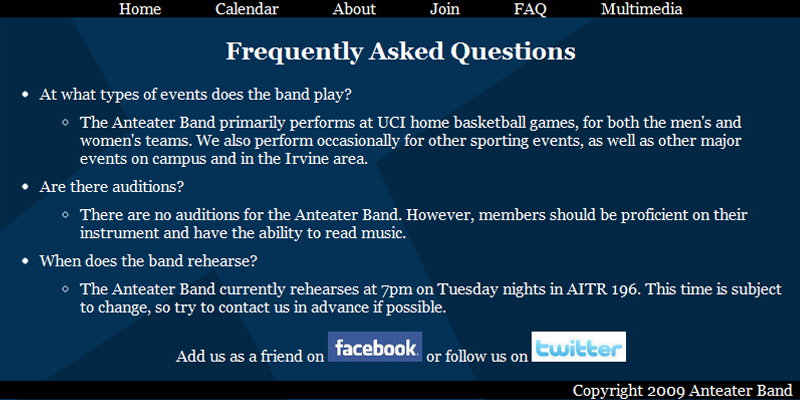 Home Calendar About Join FAQ Multimedia
Frequently Asked Questions
At what types of events does the band play?
The Anteater Band primarily performs at UCI home basketball games, for both the men's and
women's teams. We also perform occasionally for other sporting events, as well as other major
events on campus and in the Irvine area.
Are there auditions?
There are no auditions for the Anteater Band. However, members should be proficient on their
instrument and have the ability to read music.
When does the band rehearse?
The Anteater Band currently rehearses at 7pm on Tuesday nights in AITR 196. This time is subject
to change, so try to contact us in advance if possible.
Add us as a friend on facebook. or follow us on twitter
Copyright 2009 Anteater Band